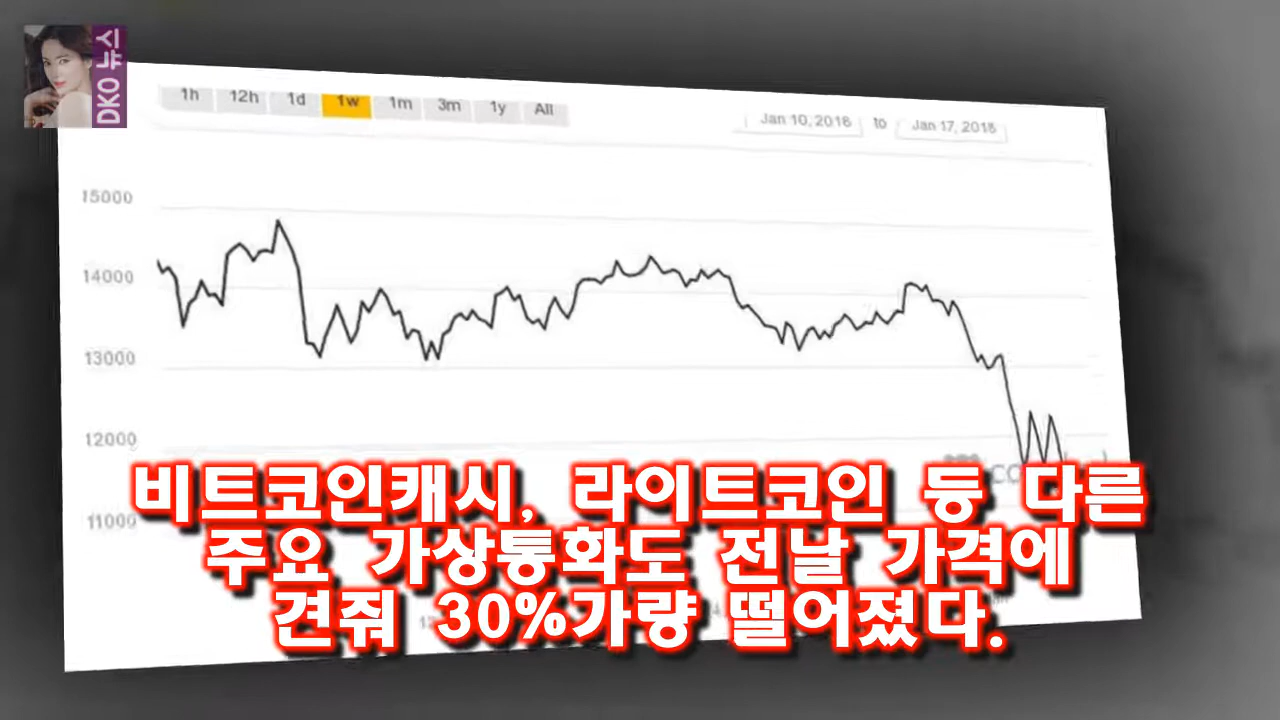 DKO 뉴스
1h 12h 1d 1w 1m 3m 1y All
Jan 10, 2018 to Jan 17, 2018
15000
14000
13000
12000
11000
비트코인캐시, 라이트코인 등 다른
주요 가상통화도 전날 가격에
견줘 30%가량 떨어졌다.